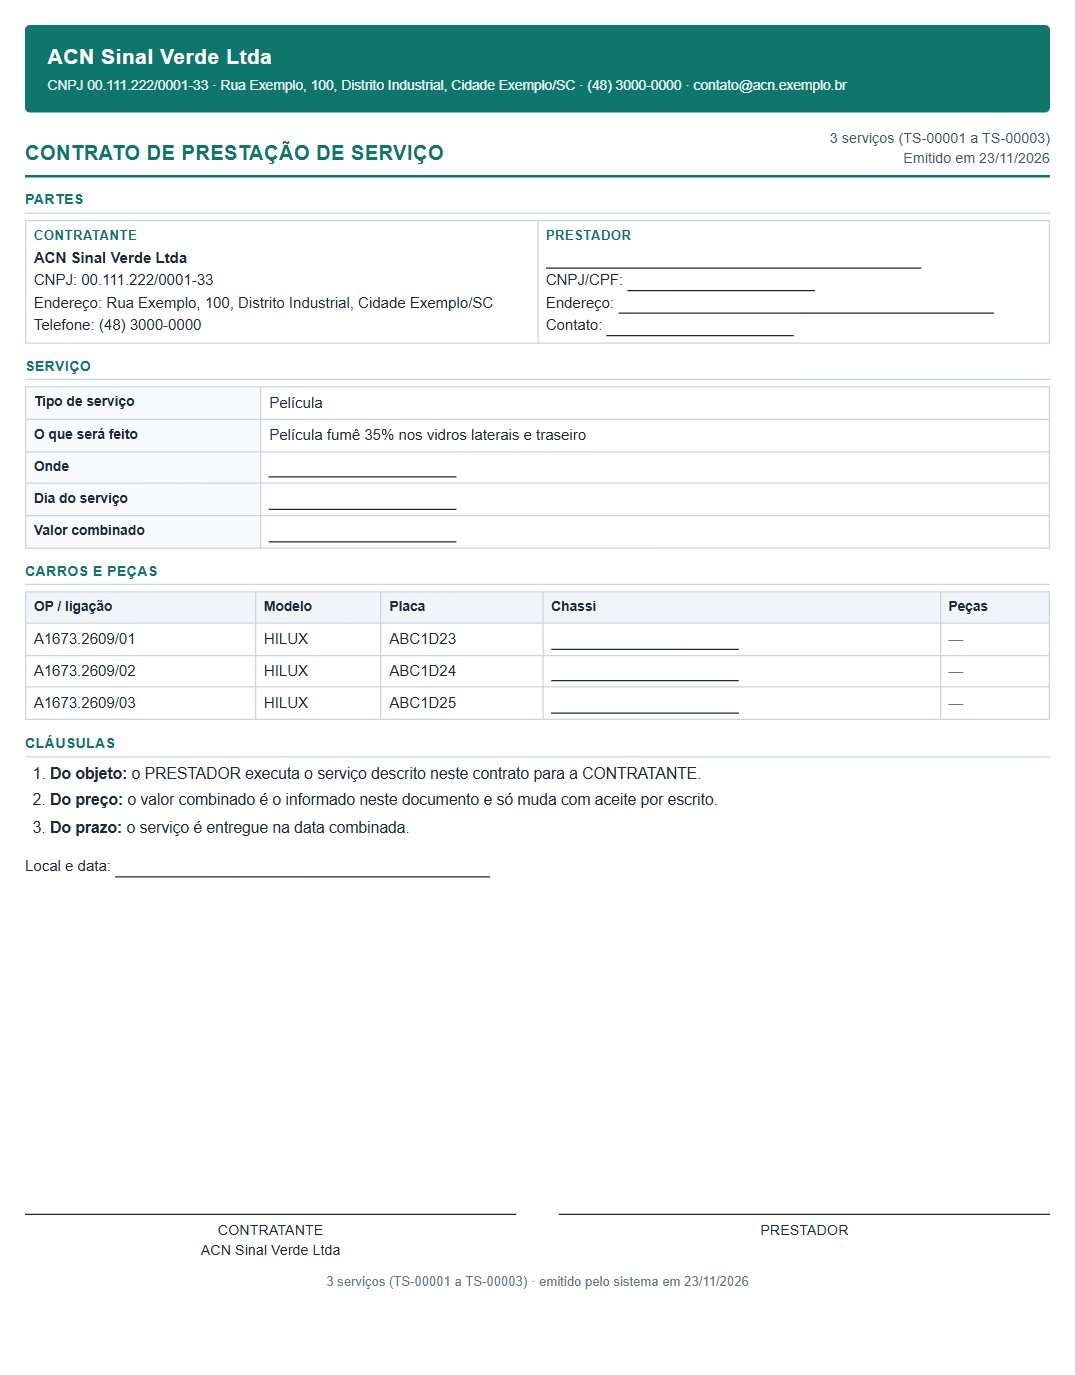 ACN Sinal Verde Ltda
CNPJ 00.111.222/0001-33 · Rua Exemplo, 100, Distrito Industrial, Cidade Exemplo/SC · (48) 3000-0000 · contato@acn.exemplo.br
CONTRATO DE PRESTAÇÃO DE SERVIÇO
3 serviços (TS-00001 a TS-00003)
Emitido em 23/11/2026
PARTES
CONTRATANTE
ACN Sinal Verde Ltda
CNPJ: 00.111.222/0001-33
Endereço: Rua Exemplo, 100, Distrito Industrial, Cidade Exemplo/SC
Telefone: (48) 3000-0000
PRESTADOR
CNPJ/CPF:
Endereço:
Contato:
SERVIÇO
Tipo de serviço Película
O que será feito Película fumê 35% nos vidros laterais e traseiro
Onde
Dia do serviço
Valor combinado
CARROS E PEÇAS
OP / ligação Modelo Placa Chassi Peças
A1673.2609/01 HILUX ABC1D23 —
A1673.2609/02 HILUX ABC1D24 —
A1673.2609/03 HILUX ABC1D25 —
CLÁUSULAS
1. Do objeto: o PRESTADOR executa o serviço descrito neste contrato para a CONTRATANTE.
2. Do preço: o valor combinado é o informado neste documento e só muda com aceite por escrito.
3. Do prazo: o serviço é entregue na data combinada.
Local e data:
CONTRATANTE
ACN Sinal Verde Ltda
PRESTADOR
3 serviços (TS-00001 a TS-00003) · emitido pelo sistema em 23/11/2026